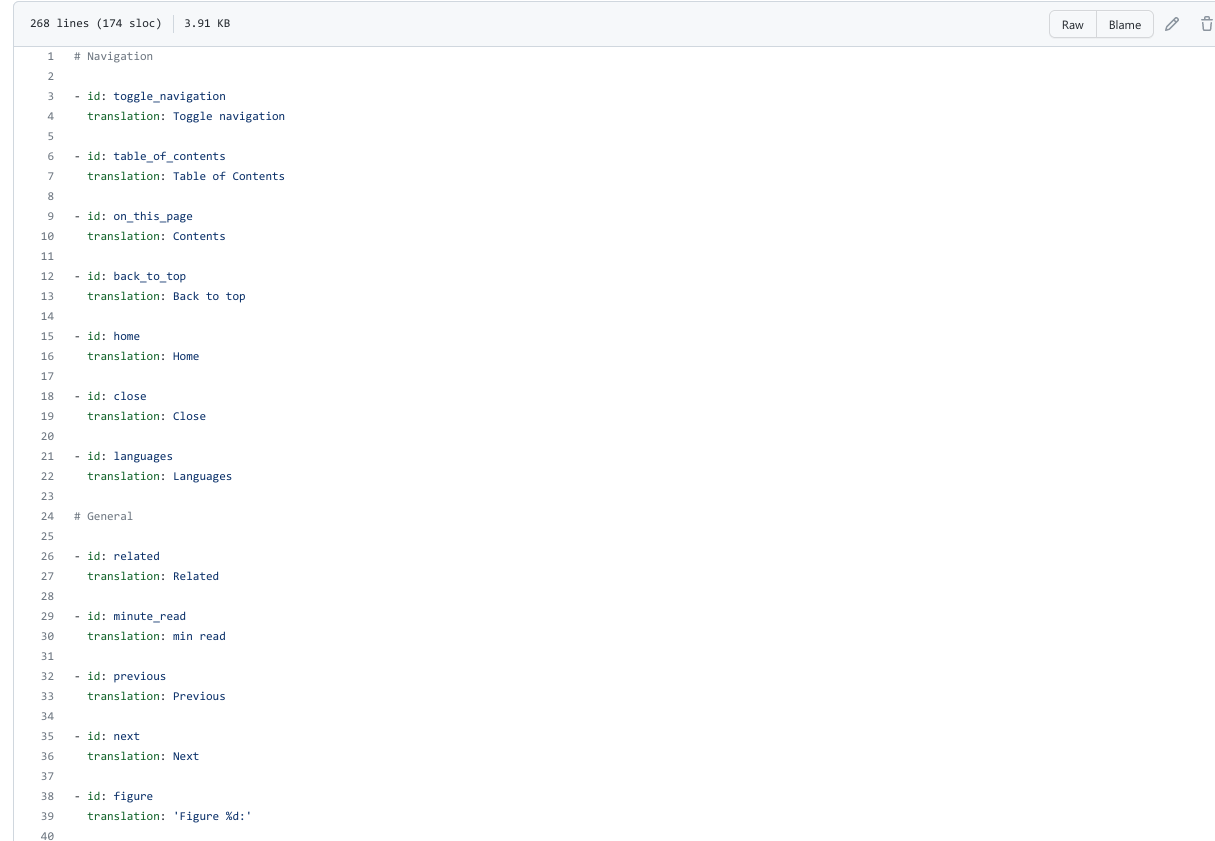 268 lines (174 sloc) 3.91 KB Raw Blame
1 # Navigation
2
3 - id: toggle_navigation
4 translation: Toggle navigation
5
6 - id: table_of_contents
7 translation: Table of Contents
8
9 - id: on_this_page
10 translation: Contents
11
12 - id: back_to_top
13 translation: Back to top
14
15 - id: home
16 translation: Home
17
18 - id: close
19 translation: Close
20
21 - id: languages
22 translation: Languages
23
24 # General
25
26 - id: related
27 translation: Related
28
29 - id: minute_read
30 translation: min read
31
32 - id: previous
33 translation: Previous
34
35 - id: next
36 translation: Next
37
38 - id: figure
39 translation: 'Figure %d:'
40